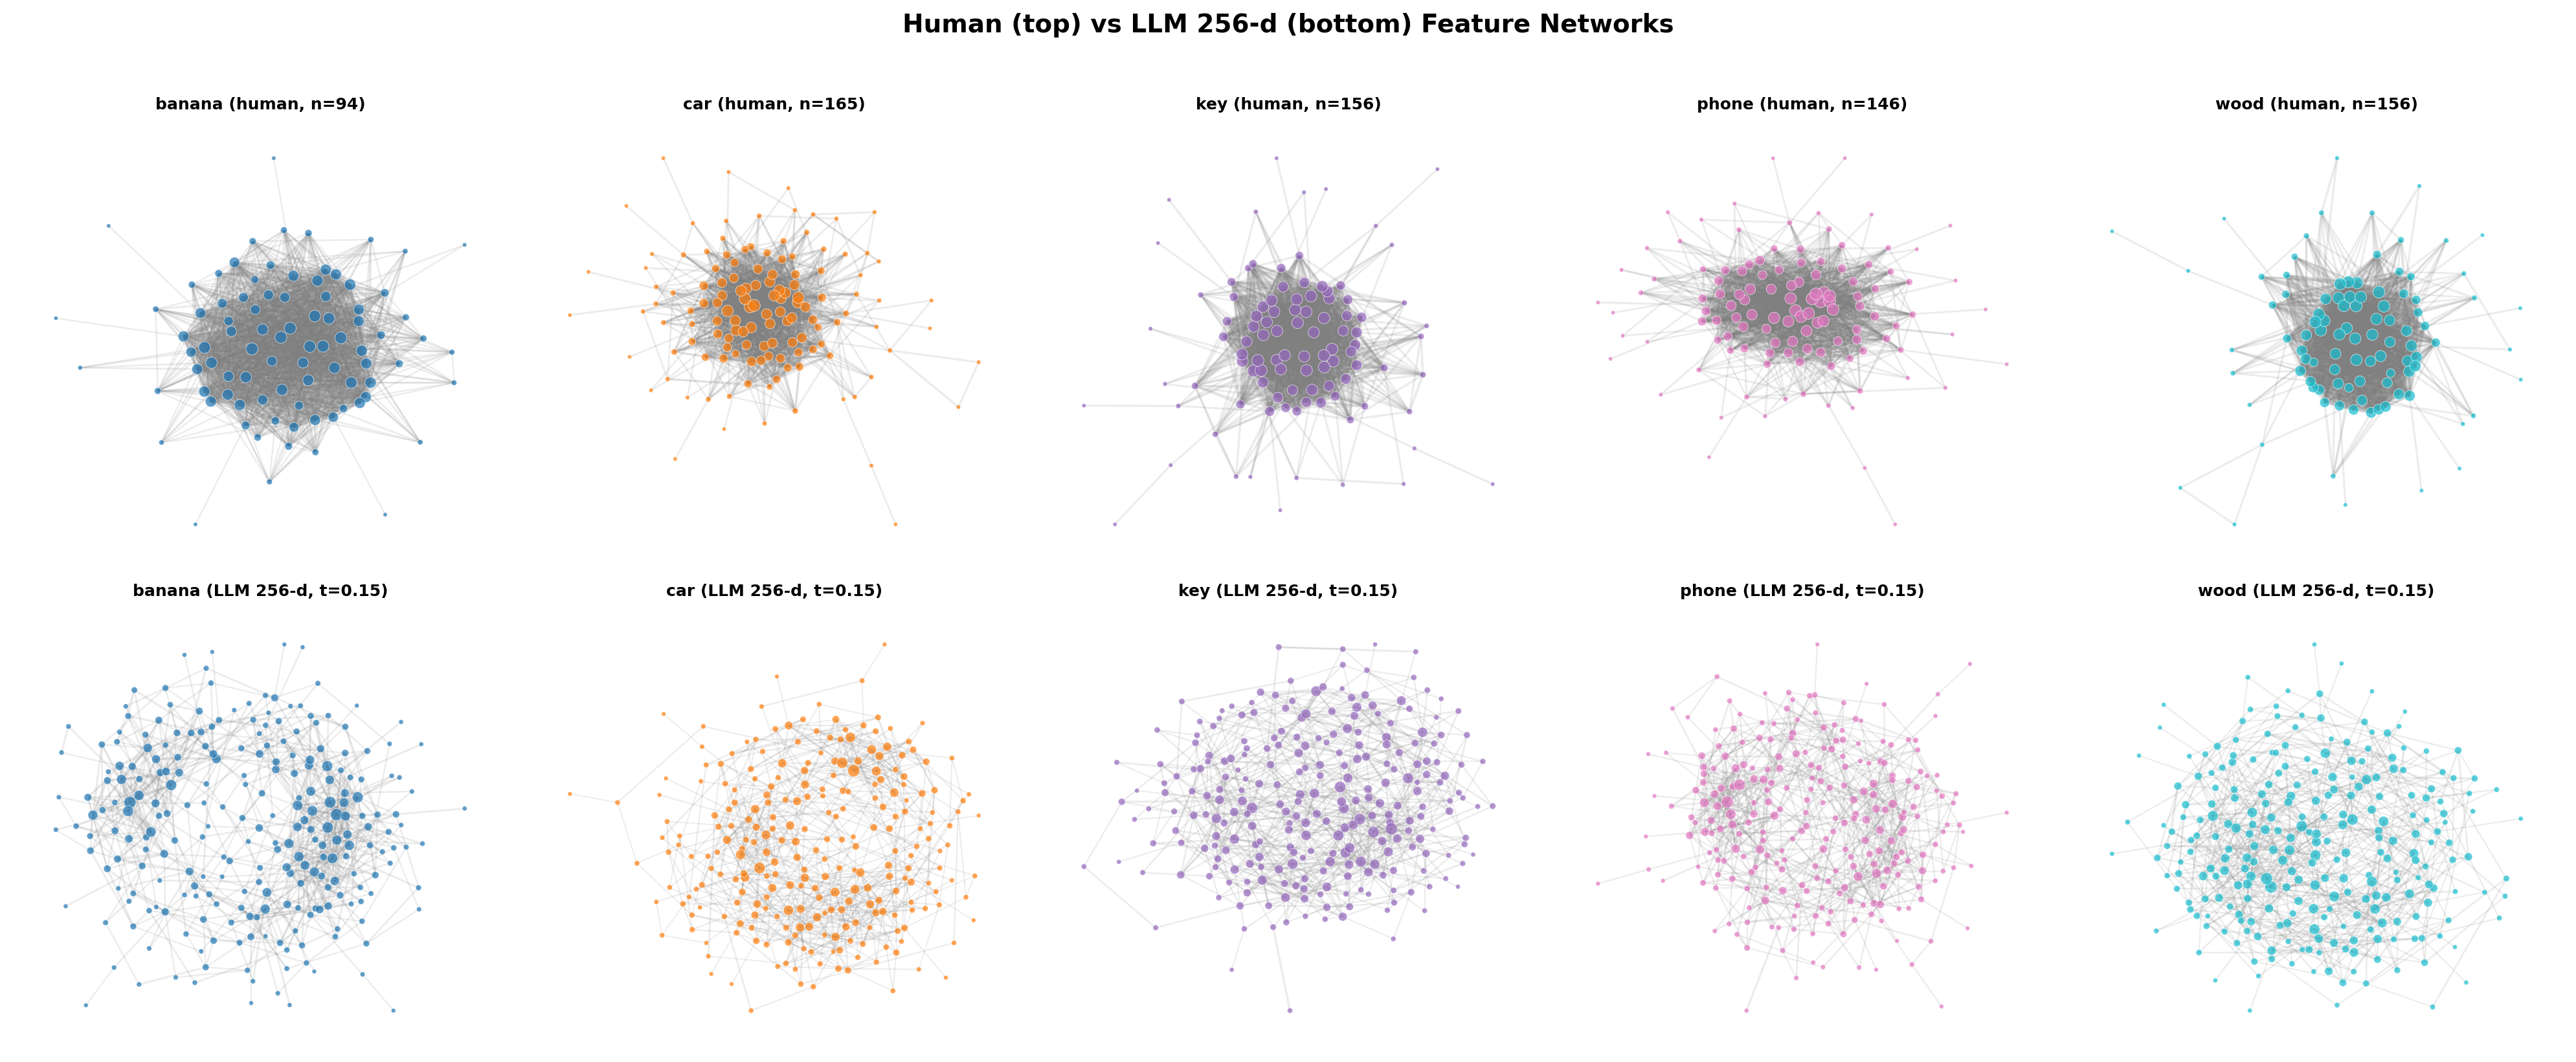 Human (top) vs LLM 256-d (bottom) Feature Networks
banana (human, n=94)
car (human, n=165)
key (human, n=156)
phone (human, n=146)
wood (human, n=156)
banana (LLM 256-d, t=0.15)
car (LLM 256-d, t=0.15)
key (LLM 256-d, t=0.15)
phone (LLM 256-d, t=0.15)
wood (LLM 256-d, t=0.15)